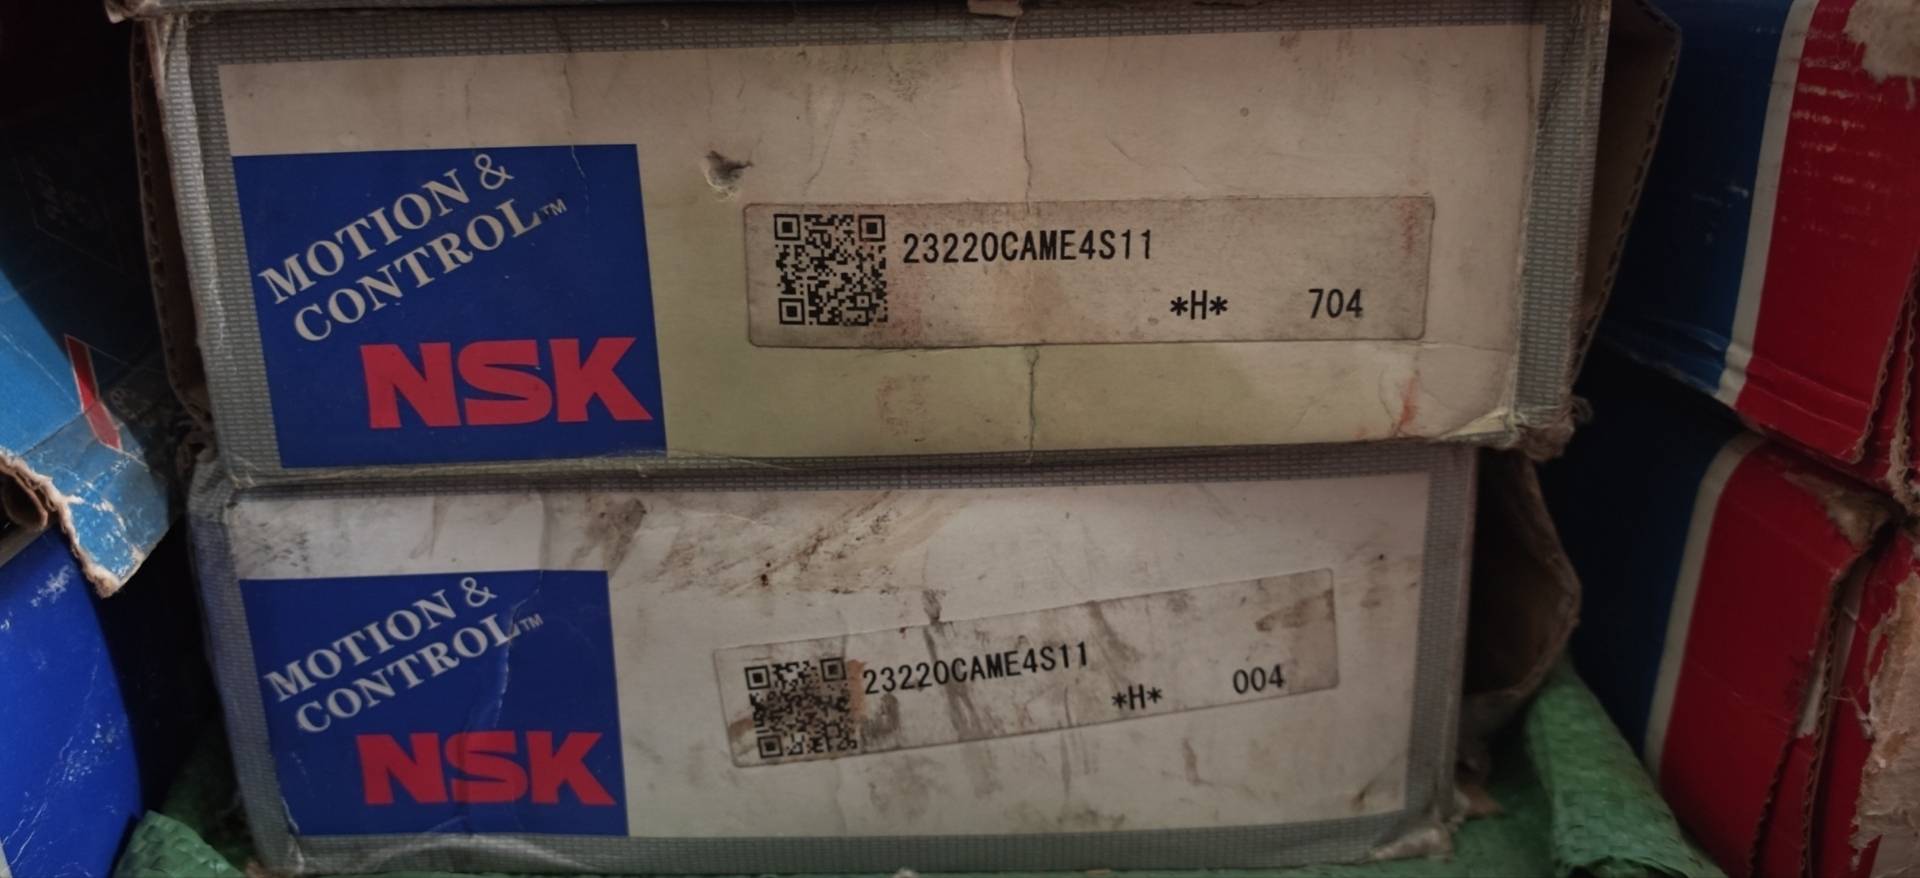 MOTION &
CONTROL™
NSK
23220CAME4S11
*H* 704
MOTION &
CONTROL™
NSK
23220CAME4S11
*H* 004